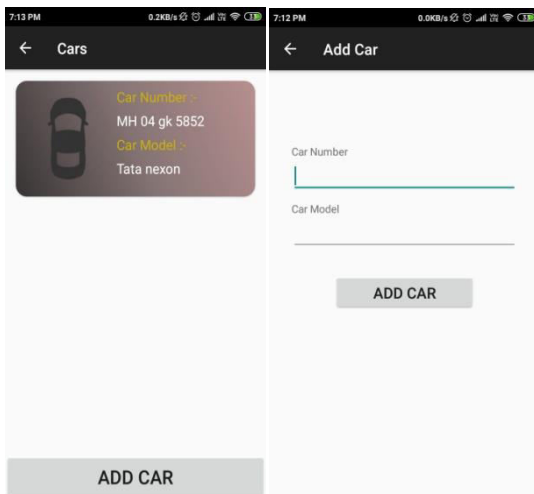 7:13 PM 0.2KB/s
Cars
Car Number :-
MH 04 gk 5852
Car Model :-
Tata nexon
ADD CAR
7:12 PM 0.0KB/s
Add Car
Car Number
Car Model
ADD CAR